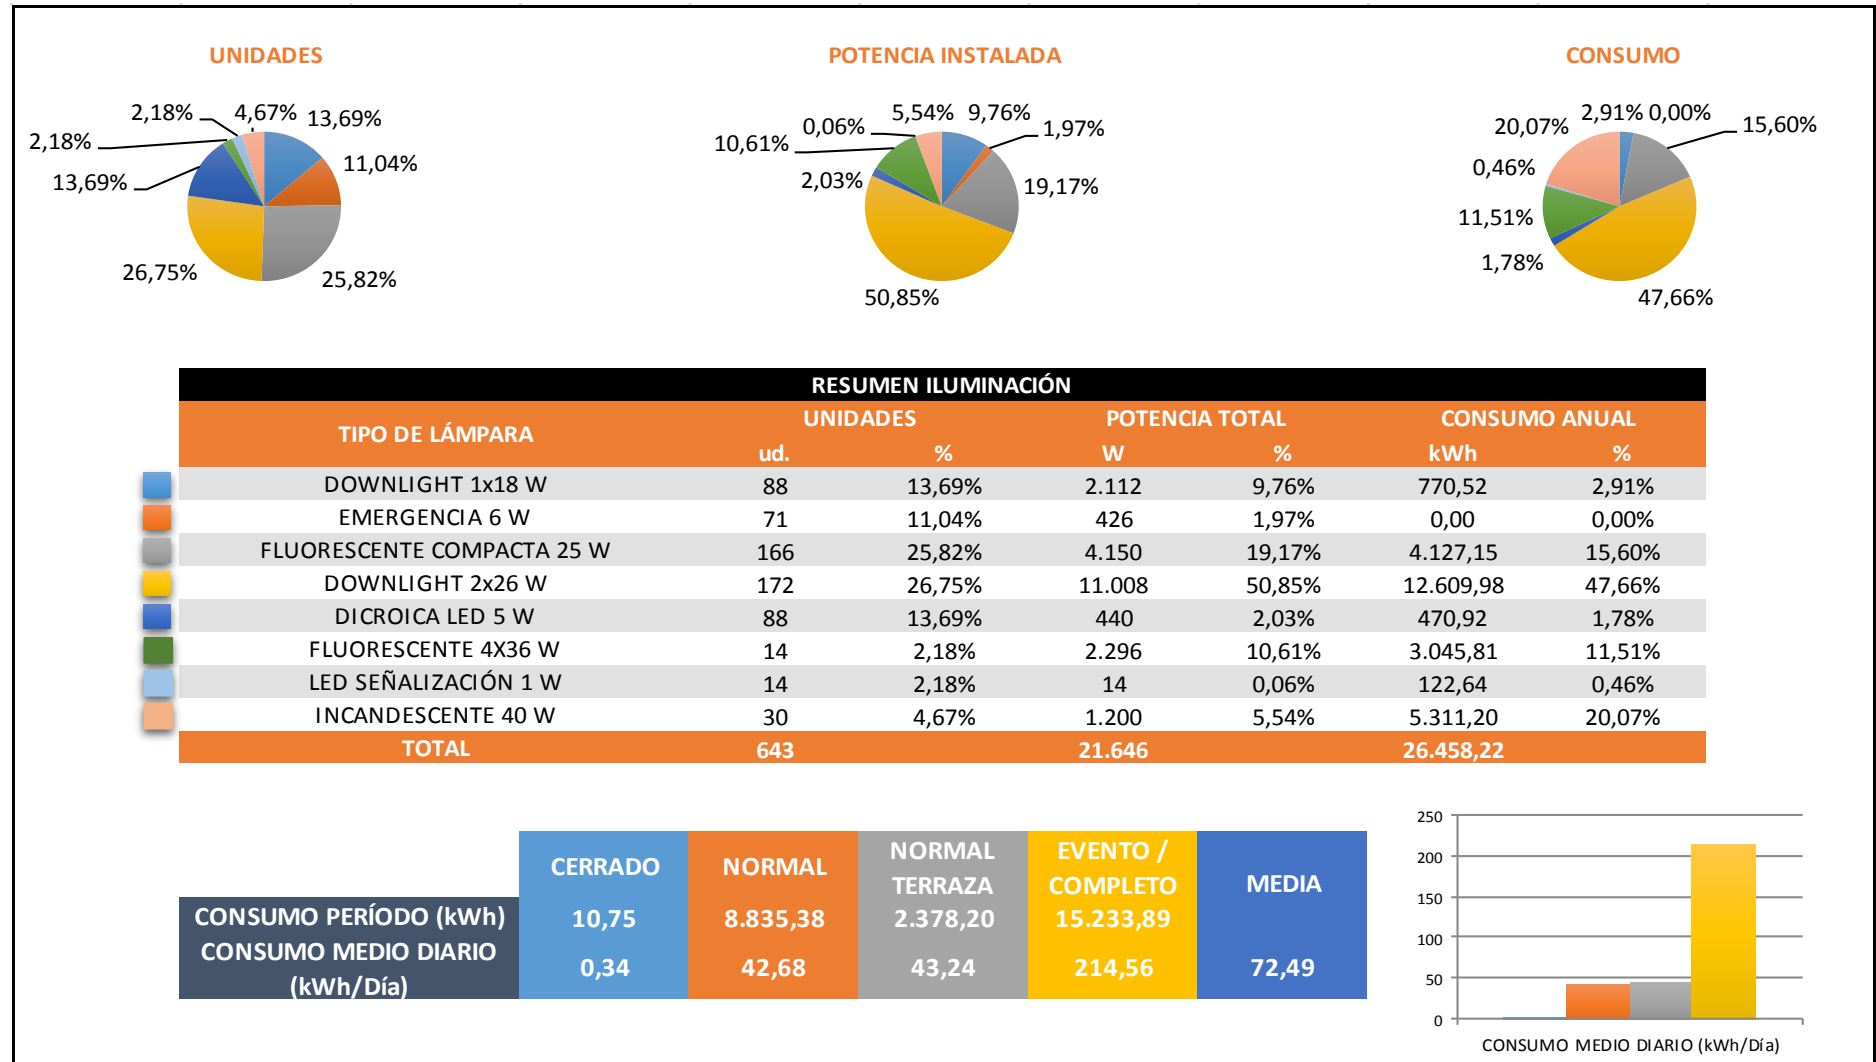 UNIDADES
2,18%
4,67%
13,69%
2,18%
11,04%
13,69%
26,75%
25,82%
POTENCIA INSTALADA
5,54%
9,76%
0,06%
1,97%
10,61%
2,03%
19,17%
50,85%
CONSUMO
2,91%
0,00%
20,07%
15,60%
0,46%
11,51%
1,78%
47,66%
RESUMEN ILUMINACIÓN
TIPO DE LÁMPARA UNIDADES POTENCIA TOTAL CONSUMO ANUAL
ud. % W % kWh %
DOWNLIGHT 1x18 W 88 13,69% 2.112 9,76% 770,52 2,91%
EMERGENCIA 6 W 71 11,04% 426 1,97% 0,00 0,00%
FLUORESCENTE COMPACTA 25 W 166 25,82% 4.150 19,17% 4.127,15 15,60%
DOWNLIGHT 2x26 W 172 26,75% 11.008 50,85% 12.609,98 47,66%
DICROICA LED 5 W 88 13,69% 440 2,03% 470,92 1,78%
FLUORESCENTE 4X36 W 14 2,18% 2.296 10,61% 3.045,81 11,51%
LED SEÑALIZACIÓN 1 W 14 2,18% 14 0,06% 122,64 0,46%
INCANDESCENTE 40 W 30 4,67% 1.200 5,54% 5.311,20 20,07%
TOTAL 643 21.646 26.458,22
CERRADO
NORMAL
NORMAL
TERRAZA
EVENTO /
COMPLETO
MEDIA
CONSUMO PERÍODO (kWh) 10,75 8.835,38 2.378,20 15.233,89
CONSUMO MEDIO DIARIO
(kWh/Día)
0,34 42,68 43,24 214,56 72,49
250
200
150
100
50
0
CONSUMO MEDIO DIARIO (kWh/Día)